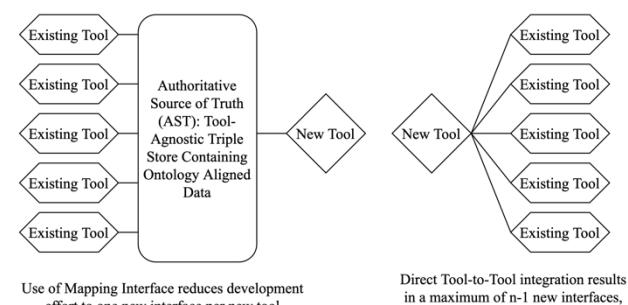 Existing Tool
Existing Tool
Existing Tool
Existing Tool
Existing Tool
Authoritative
Source of Truth
(AST): Tool-
Agnostic Triple
Store Containing
Ontology Aligned
Data
New Tool
New Tool
Existing Tool
Existing Tool
Existing Tool
Existing Tool
Existing Tool
Use of Mapping Interface reduces development
effort to one new interface per new tool
Direct Tool-to-Tool integration results
in a maximum of n-1 new interfaces,